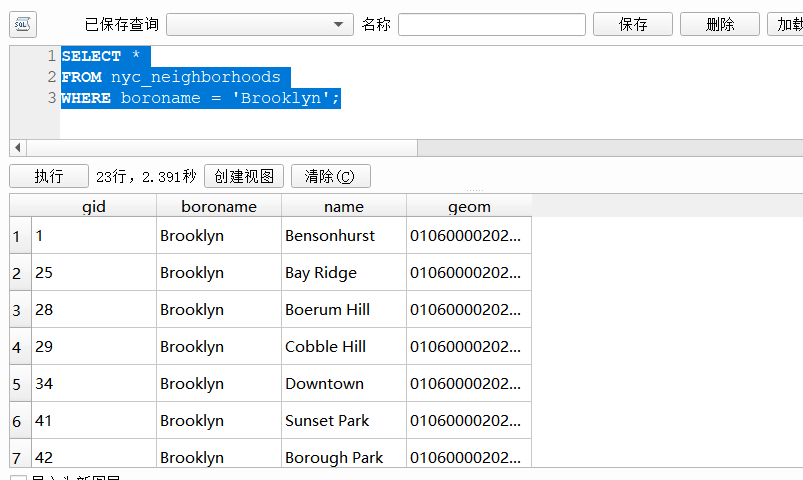 SQL 已保存查询 名称 保存 删除 加载
1 SELECT *
2 FROM nyc_neighborhoods
3 WHERE boroname = 'Brooklyn';
执行 23行，2.391秒 创建视图 清除(C)
gid boroname name geom
1 1 Brooklyn Bensonhurst 01060000202...
2 25 Brooklyn Bay Ridge 01060000202...
3 28 Brooklyn Boerum Hill 01060000202...
4 29 Brooklyn Cobble Hill 01060000202...
5 34 Brooklyn Downtown 01060000202...
6 41 Brooklyn Sunset Park 01060000202...
7 42 Brooklyn Borough Park 01060000202...